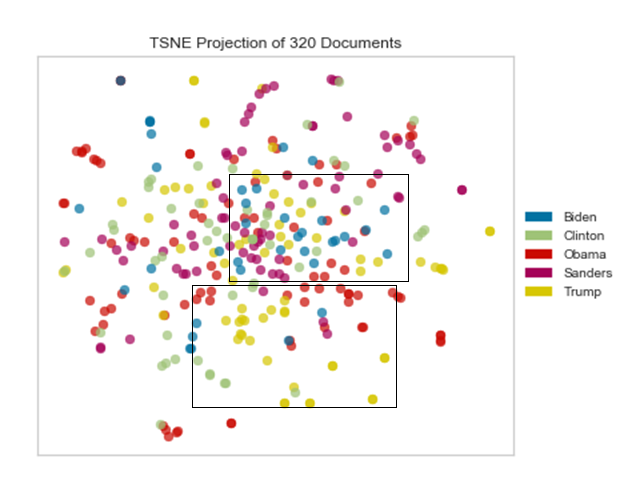 TSNE Projection of 320 Documents
Biden
Clinton
Obama
Sanders
Trump